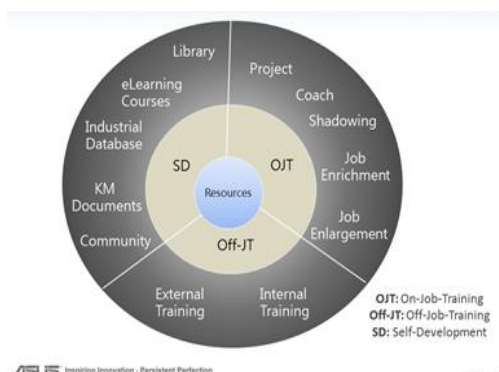 Library
eLearning
Courses
Industrial
Database
KM
Documents
Community
Project
Coach
Shadowing
Job
Enrichment
Job
Enlargement
SD
OJT
Resources
Off-JT
External
Training
Internal
Training
OJT: On-Job-Training
Off-JT: Off-Job-Training
SD: Self-Development
ASUS Inspiring Innovation · Persistent Perfection